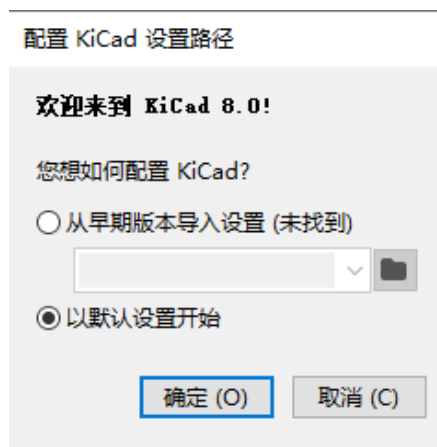 配置 KiCad 设置路径
欢迎来到 KiCad 8.0!
您想如何配置 KiCad?
从早期版本导入设置 (未找到)
以默认设置开始
确定 (O)
取消 (C)